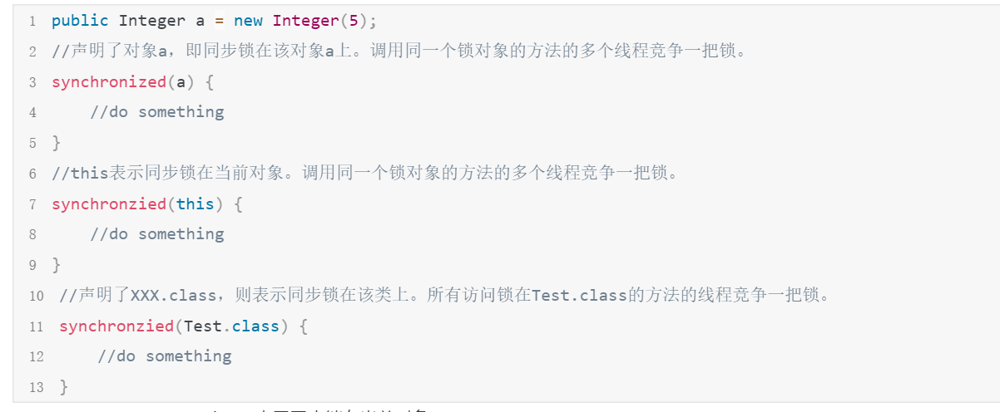 1 public Integer a = new Integer(5);
2 //声明了对象a，即同步锁在该对象a上。调用同一个锁对象的方法的多个线程竞争一把锁。
3 synchronized(a) {
4 //do something
5 }
6 //this表示同步锁在当前对象。调用同一个锁对象的方法的多个线程竞争一把锁。
7 synchronzied(this) {
8 //do something
9 }
10 //声明了XXX.class，则表示同步锁在该类上。所有访问锁在Test.class的方法的线程竞争一把锁。
11 synchronzied(Test.class) {
12 //do something
13 }